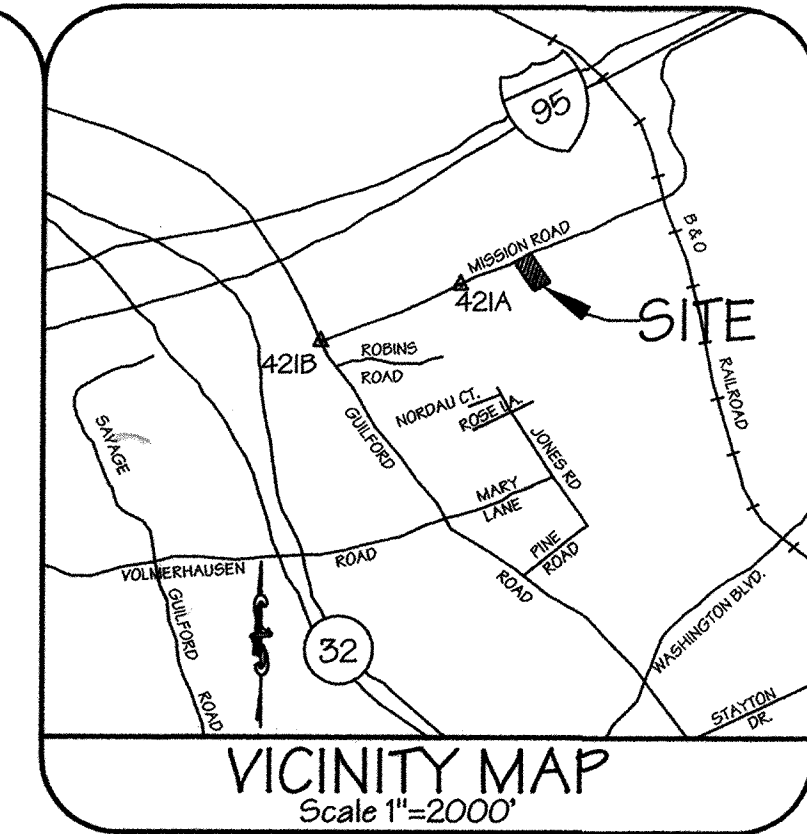 95
B & O
MISSION ROAD
421A
SITE
421B
ROBINS
ROAD
RAILROAD
NORDAU CT.
ROSE LA.
GUILFORD
SAVAGE
JONES RD
MARY
LANE
PINE
ROAD
ROAD
VOLMERHAUSEN
ROAD
GUILFORD
ROAD
WASHINGTON BLVD.
32
STAYTON
DR.
VICINITY MAP
Scale 1"=2000'